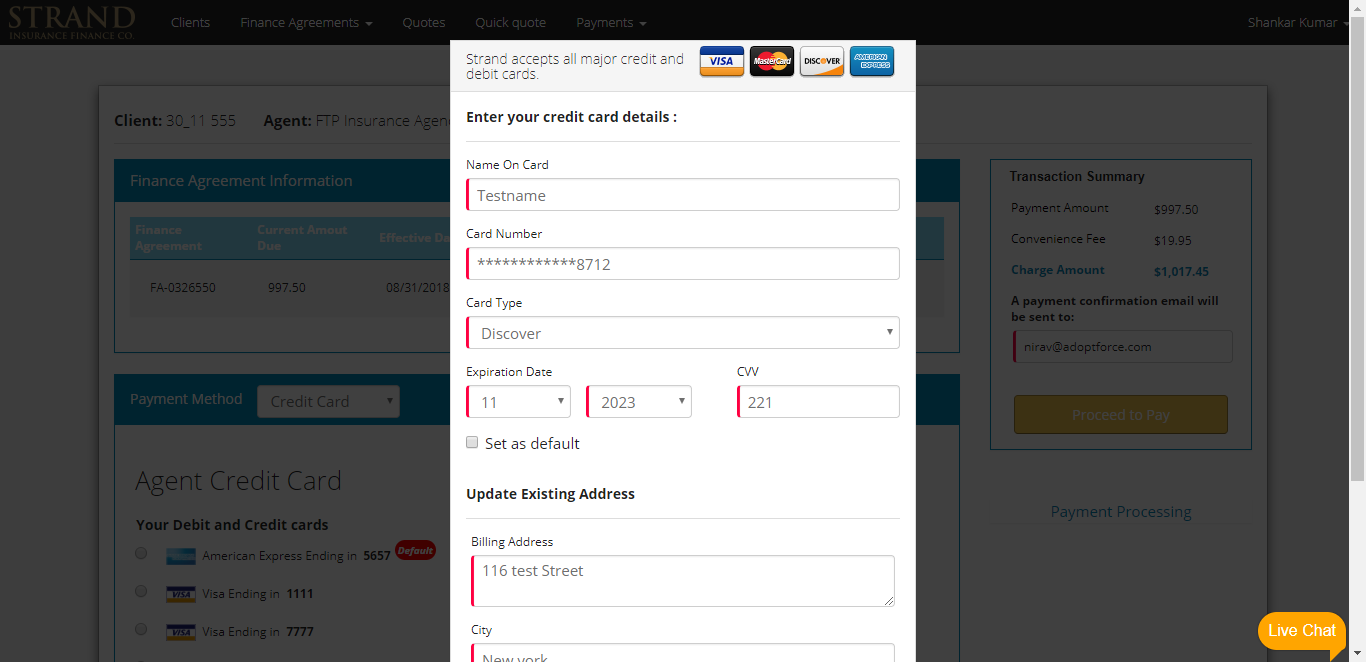 STRAND
INSURANCE FINANCE CO.
Clients
Finance Agreements
Quotes
Quick quote
Payments
Shankar Kumar
Strand accepts all major credit and
debit cards.
VISA
MasterCard
DISCOVER
AMERICAN
EXPRESS
Client: 30_11 555
Agent: FTP Insurance Agen
Enter your credit card details :
Name On Card
Testname
Card Number
************8712
Card Type
Discover
Expiration Date
CVV
11
2023
221
Set as default
Update Existing Address
Billing Address
116 test Street
City
New york
Finance Agreement Information
Finance
Agreement
Current Amout
Due
Effective Da
FA-0326550
997.50
08/31/2018
Payment Method
Credit Card
Agent Credit Card
Your Debit and Credit cards
American Express Ending in 5657
Default
VISA
Visa Ending in 1111
VISA
Visa Ending in 7777
Transaction Summary
Payment Amount
$997.50
Convenience Fee
$19.95
Charge Amount
$1,017.45
A payment confirmation email will
be sent to:
nirav@adoptforce.com
Proceed to Pay
Payment Processing
Live Chat